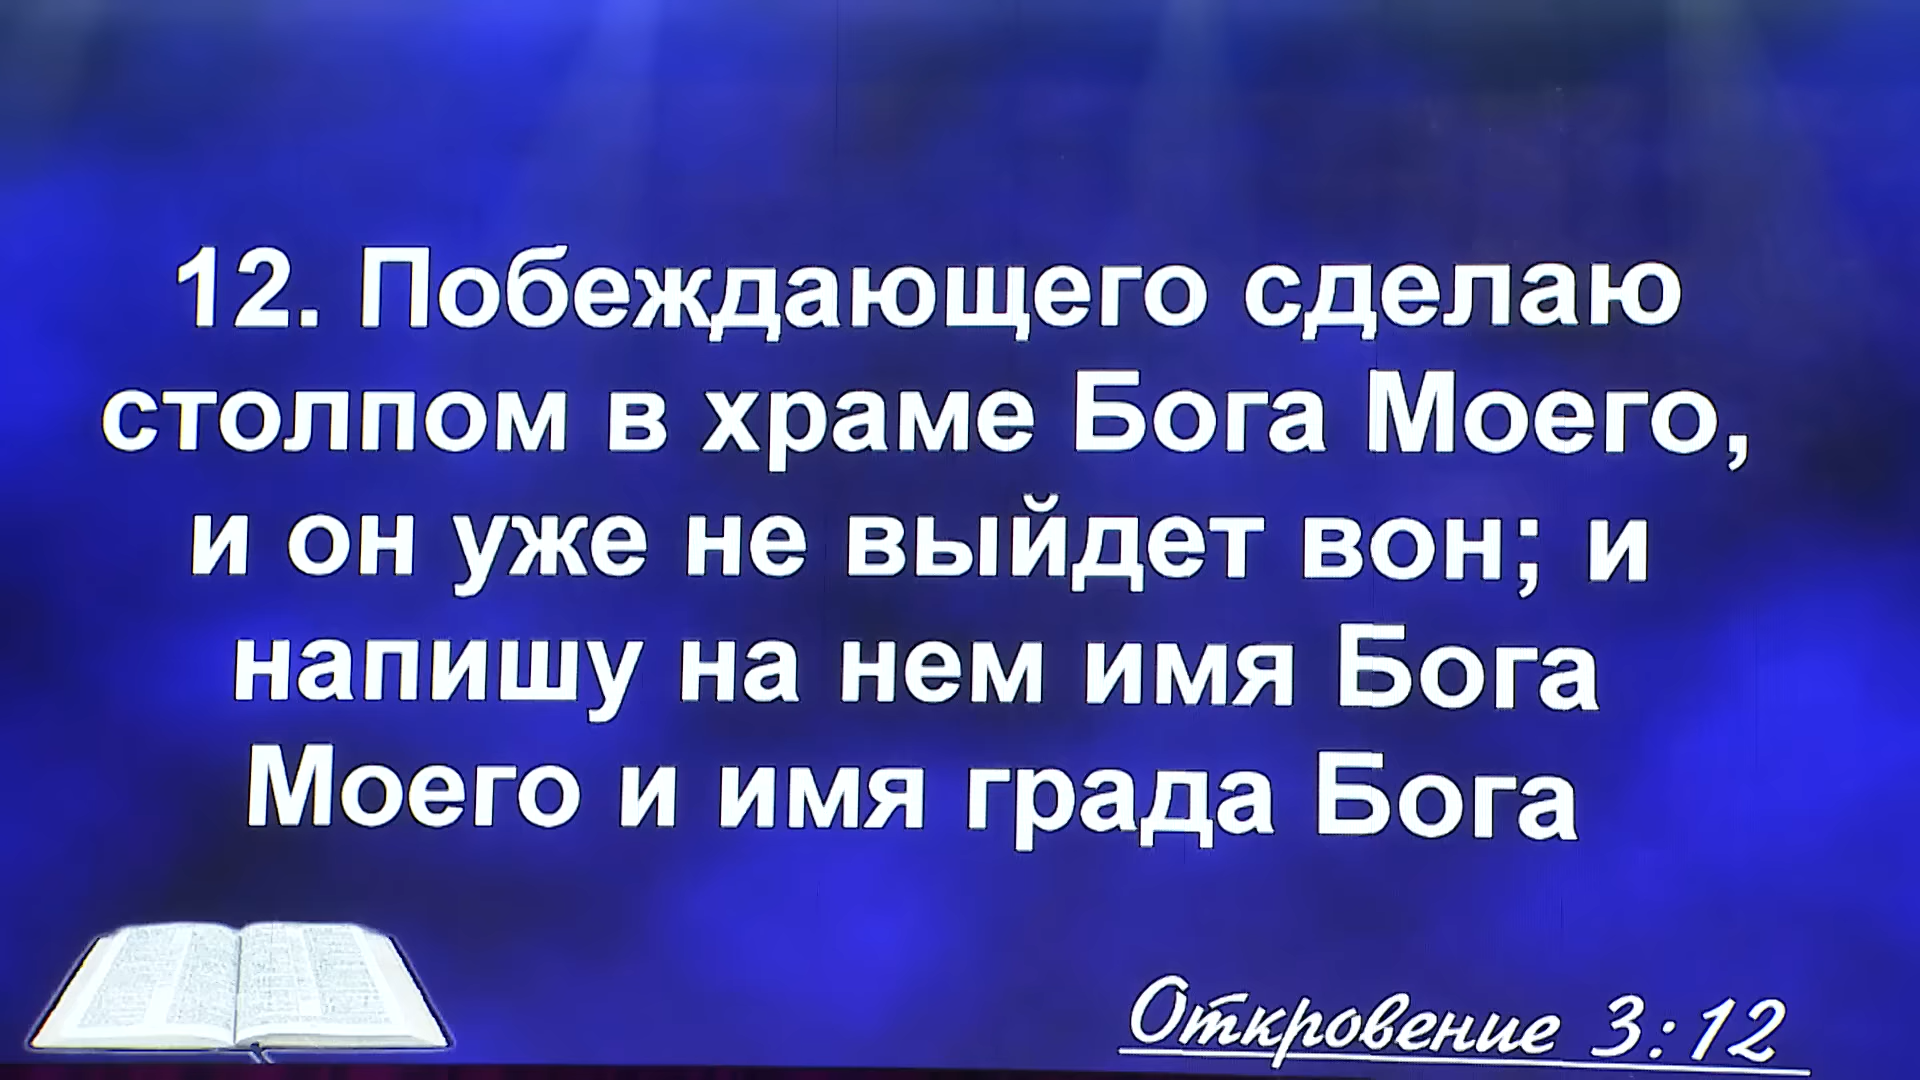 12. Побеждающего сделаю
столпом в храме Бога Моего,
и он уже не выйдет вон; и
напишу на нем имя Бога
Моего и имя града Бога
Откровение 3:12